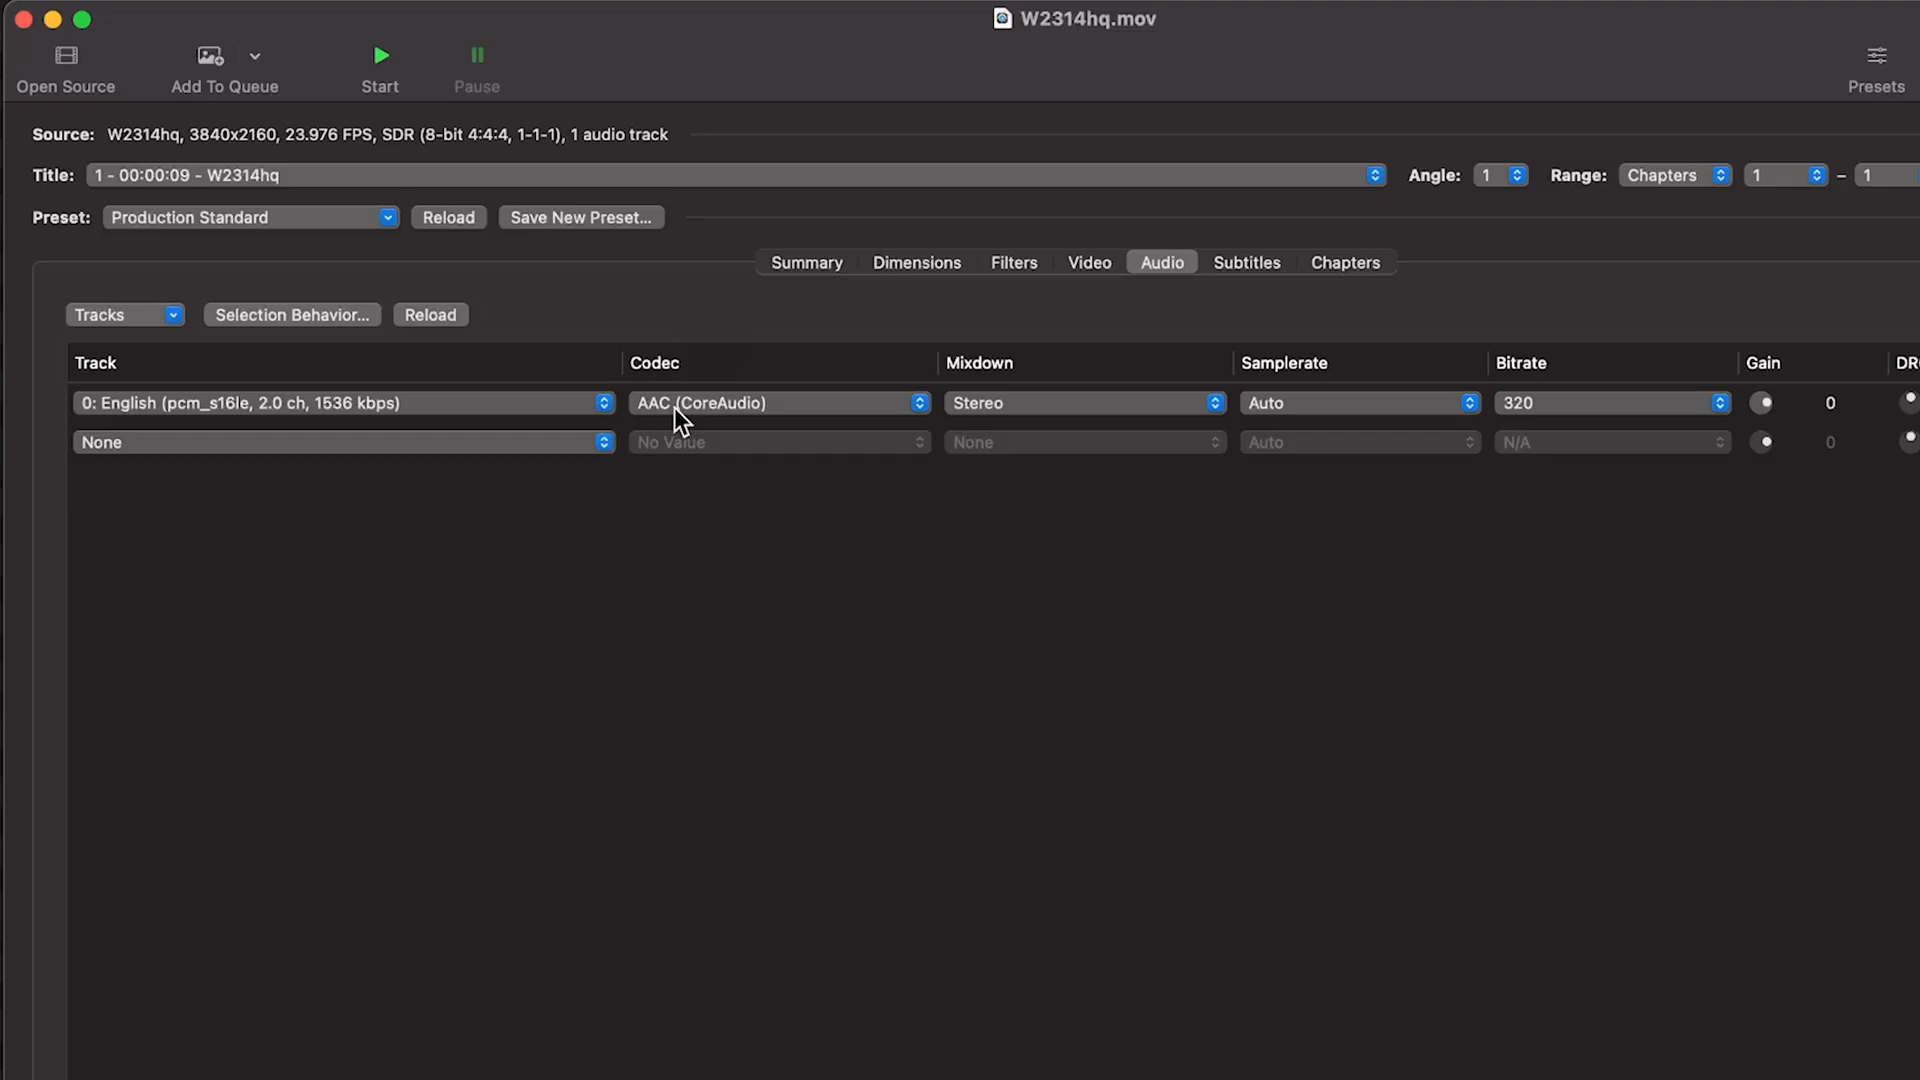 W2314hq.mov
Open Source Add To Queue Start Pause Presets
Source: W2314hq, 3840x2160, 23.976 FPS, SDR (8-bit 4:4:4, 1-1-1), 1 audio track
Title: 1 - 00:00:09 - W2314hq Angle: 1 Range: Chapters 1 – 1
Preset: Production Standard Reload Save New Preset...
Summary Dimensions Filters Video Audio Subtitles Chapters
Tracks Selection Behavior... Reload
Track Codec Mixdown Samplerate Bitrate Gain DR
0: English (pcm_s16le, 2.0 ch, 1536 kbps) AAC (CoreAudio) Stereo Auto 320 0
None No Value None Auto N/A 0